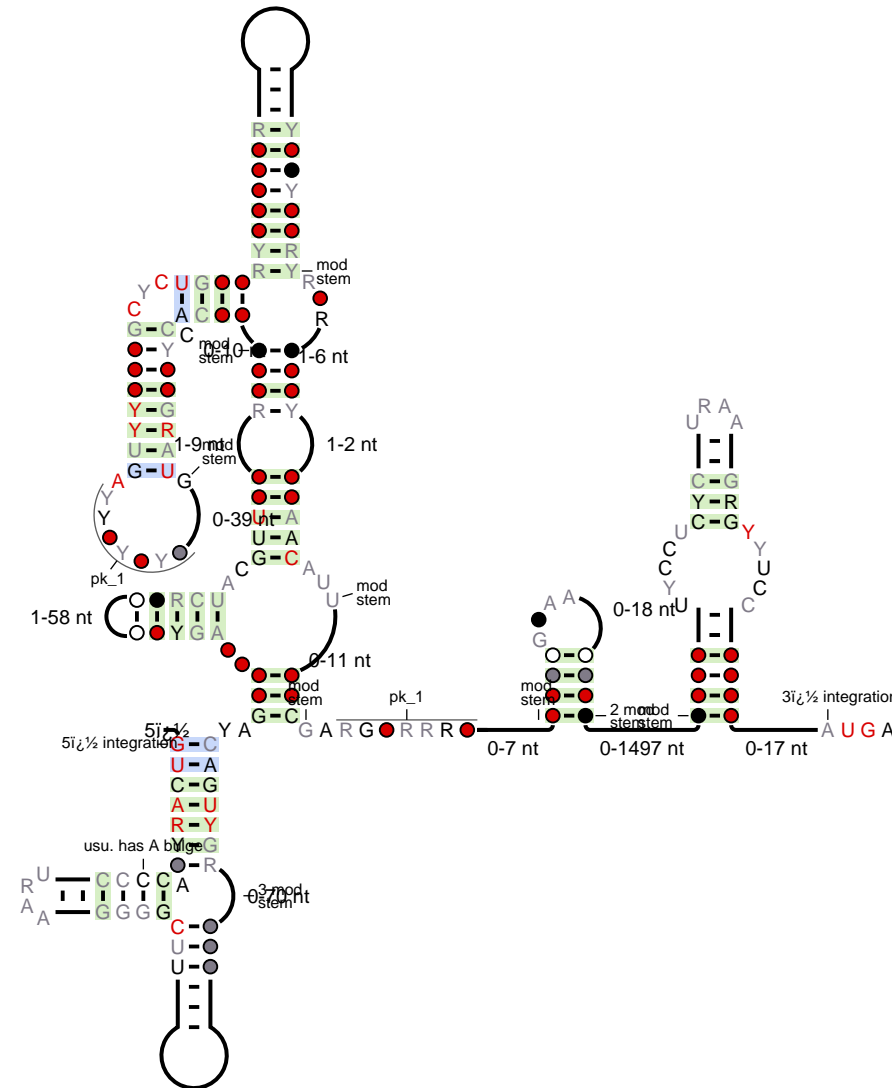 R Y
Y
Y R
R Y
mod
stem
C U G
Y
R
C
A C
R
G C C
mod
stem
0-10
1-6 nt
Y
Y G
R Y
Y R
1-9 nt
mod
stem
1-2 nt
U A
G U G
A
Y
Y
0-39 nt
U A
U A
G C
Y Y
pk_1
A C
A U U
mod
stem
1-58 nt
R C U
Y G A
0-11 nt
mod
stem
Y A G C
G A R G R R R
pk_1
5ï¿½
5ï¿½ integration
G C
U A
C G
A U
R Y
Y G
usu. has A bulge
R
C C C C A
G G G G
U
R
A
A
3 mod
stem
0-70 nt
C
U
U
A A
G
0-18 nt
mod
stem
2 mod
stem
mod
stem
0-7 nt
0-1497 nt
0-17 nt
U R A A
C G
Y R
C G
U
C
C
Y
U
Y
Y
U
C
C
3ï¿½ integration
A U G A